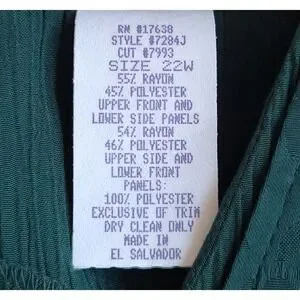 RN #17638
STYLE #7284J
CUT #7993
SIZE 22W
55% RAYON
45% POLYESTER
UPPER FRONT AND
LOWER SIDE PANELS
54% RAYON
46% POLYESTER
UPPER SIDE AND
LOWER FRONT
PANELS:
100% POLYESTER
EXCLUSIVE OF TRIM
DRY CLEAN ONLY
MADE IN
EL SALVADOR